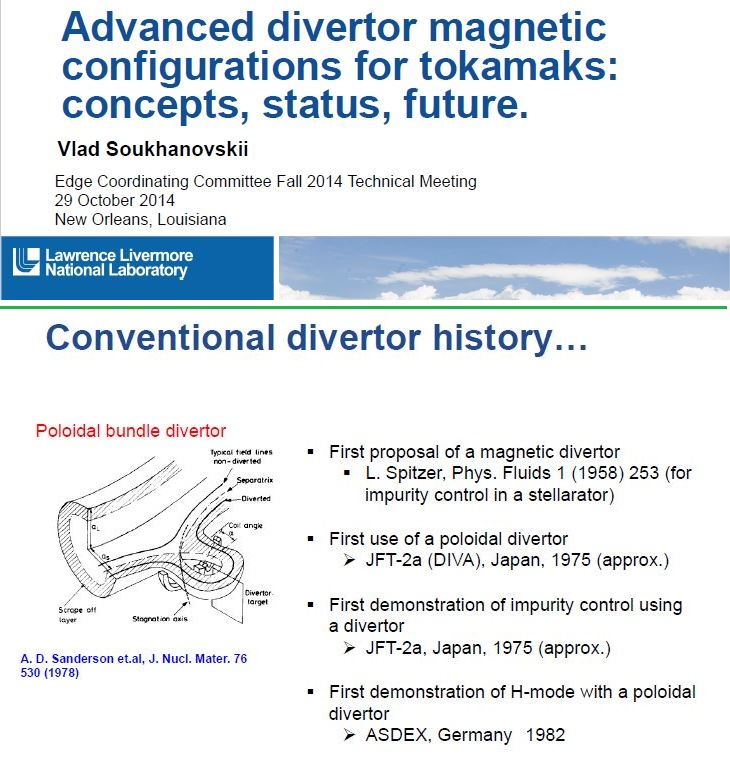 Advanced divertor magnetic
configurations for tokamaks:
concepts, status, future.
Vlad Soukhanovskii
Edge Coordinating Committee Fall 2014 Technical Meeting
29 October 2014
New Orleans, Louisiana
Lawrence Livermore
National Laboratory
Conventional divertor history…
Poloidal bundle divertor
Typical field lines
non-diverted
Separatrix
Diverted
Coil angle
α
aL
as
Divertor
target
Scrape off
layer
Stagnation axis
A. D. Sanderson et.al, J. Nucl. Mater. 76
530 (1978)
▪ First proposal of a magnetic divertor
▪ L. Spitzer, Phys. Fluids 1 (1958) 253 (for
impurity control in a stellarator)
▪ First use of a poloidal divertor
➢ JFT-2a (DIVA), Japan, 1975 (approx.)
▪ First demonstration of impurity control using
a divertor
➢ JFT-2a, Japan, 1975 (approx.)
▪ First demonstration of H-mode with a poloidal
divertor
➢ ASDEX, Germany 1982